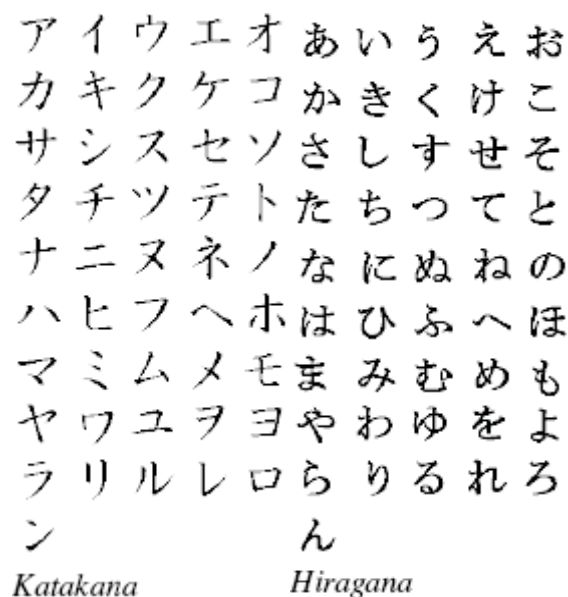 アイウエオあいうえお
カキクケコかきくけこ
サシスセソさしすせそ
タチツテトたちつてと
ナニヌネノなにぬねの
ハヒフヘホはひふへほ
マミムメモまみむめも
ヤワユヲヨやわゆをよ
ラリルレロらりるれろ
ンん
Katakana Hiragana